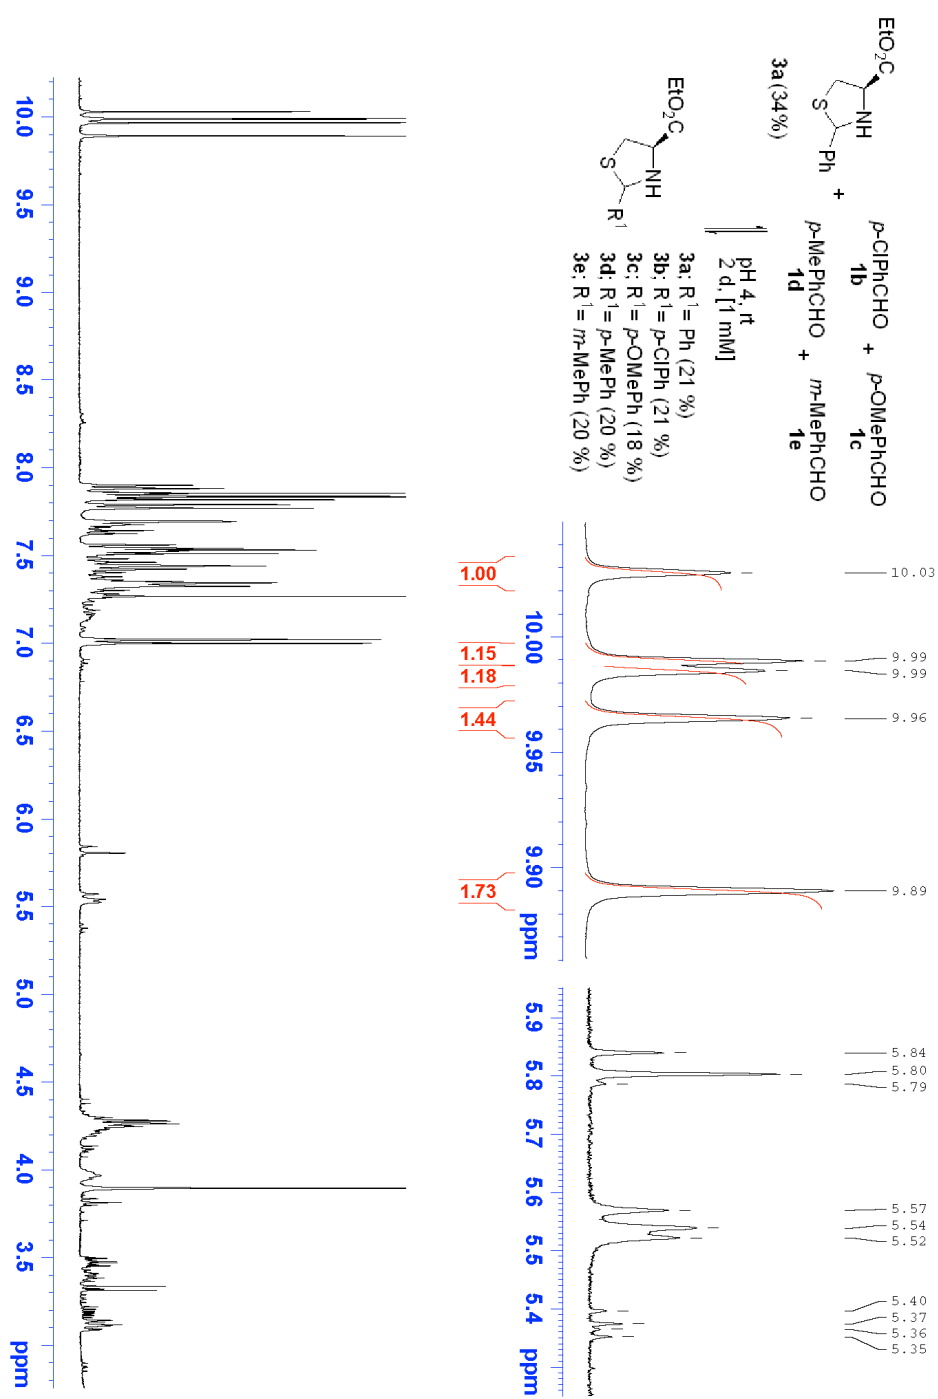 EtO2C
NH
S
Ph
3a (34%)
+
p-ClPhCHO + p-OMePhCHO
1b 1c
p-MePhCHO + m-MePhCHO
1d 1e
pH 4, rt
2 d, [1 mM]
EtO2C
NH
S
R1
3a; R1 = Ph (21 %)
3b; R1 = p-ClPh (21 %)
3c; R1 = p-OMePh (18 %)
3d; R1 = p-MePh (20 %)
3e; R1 = m-MePh (20 %)
10.03
9.99
9.99
9.96
9.89
10.00 9.95 9.90 ppm
1.00
1.15
1.18
1.44
1.73
5.84
5.80
5.79
5.57
5.54
5.52
5.40
5.37
5.36
5.35
5.9 5.8 5.7 5.6 5.5 5.4
10.0 9.5 9.0 8.5 8.0 7.5 7.0 6.5 6.0 5.5 5.0 4.5 4.0 3.5 ppm